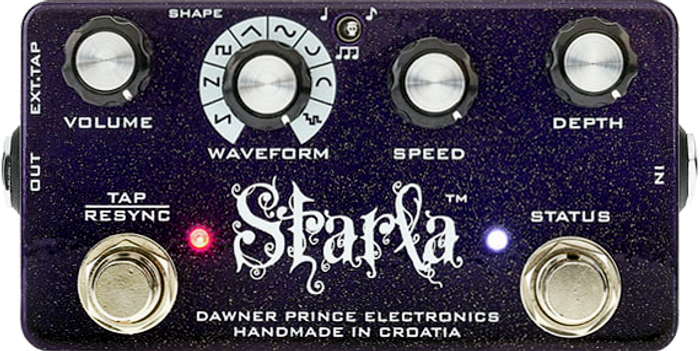 SHAPE
EXT.TAP
VOLUME
WAVEFORM
SPEED
DEPTH
OUT
IN
TAP
RESYNC
Starla™
STATUS
DAWNER PRINCE ELECTRONICS
HANDMADE IN CROATIA